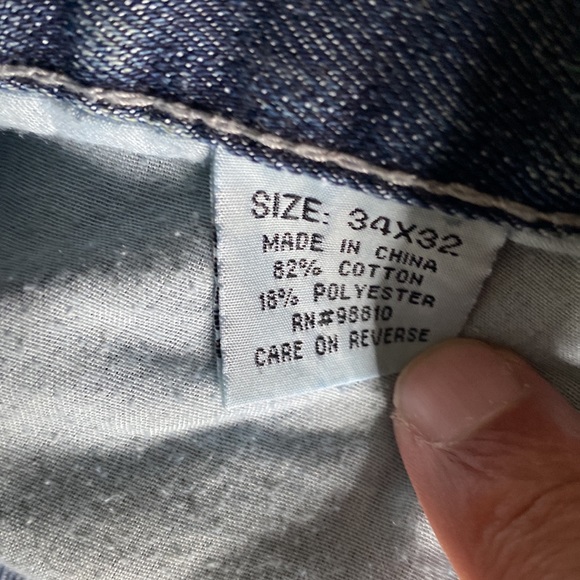 SIZE: 34X32
MADE IN CHINA
82% COTTON
18% POLYESTER
RN#98810
CARE ON REVERSE